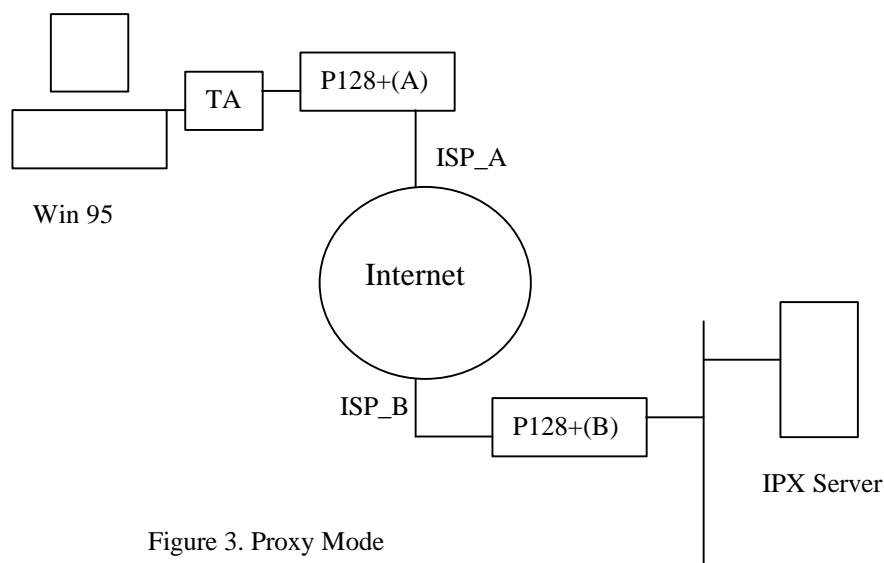 P128+(A)
TA
ISP_A
Win 95
Internet
ISP_B
P128+(B)
IPX Server
Figure 3. Proxy Mode